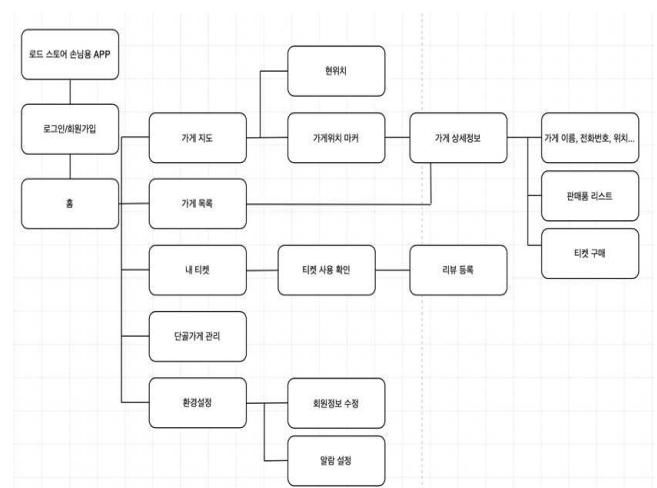 로드 스토어 손님용 APP
현위치
로그인/회원가입
가게 지도
가게위치 마커
가게 상세정보
가게 이름, 전화번호, 위치...
홈
가게 목록
판매품 리스트
티켓 구매
내 티켓
티켓 사용 확인
리뷰 등록
단골가게 관리
환경설정
회원정보 수정
알람 설정